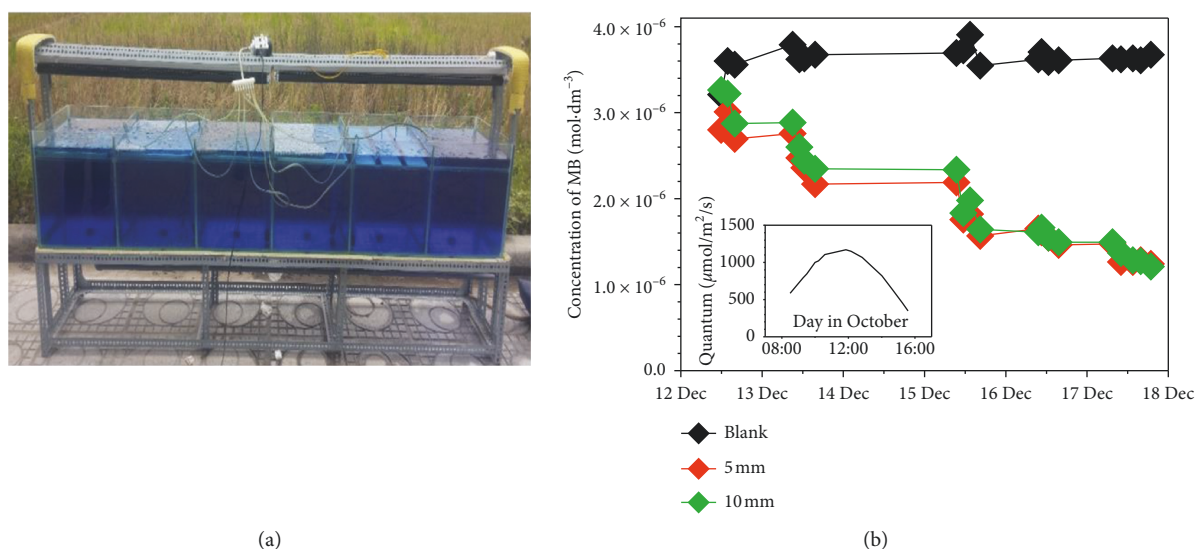 4.0 × 10⁻⁶
3.0 × 10⁻⁶
2.0 × 10⁻⁶
1.0 × 10⁻⁶
0.0
Concentration of MB (mol·dm⁻³)
12 Dec 13 Dec 14 Dec 15 Dec 16 Dec 17 Dec 18 Dec
1500
1000
500
0
Quantum (μmol/m²/s)
Day in October
08:00 12:00 16:00
Blank
5 mm
10 mm
(a) (b)